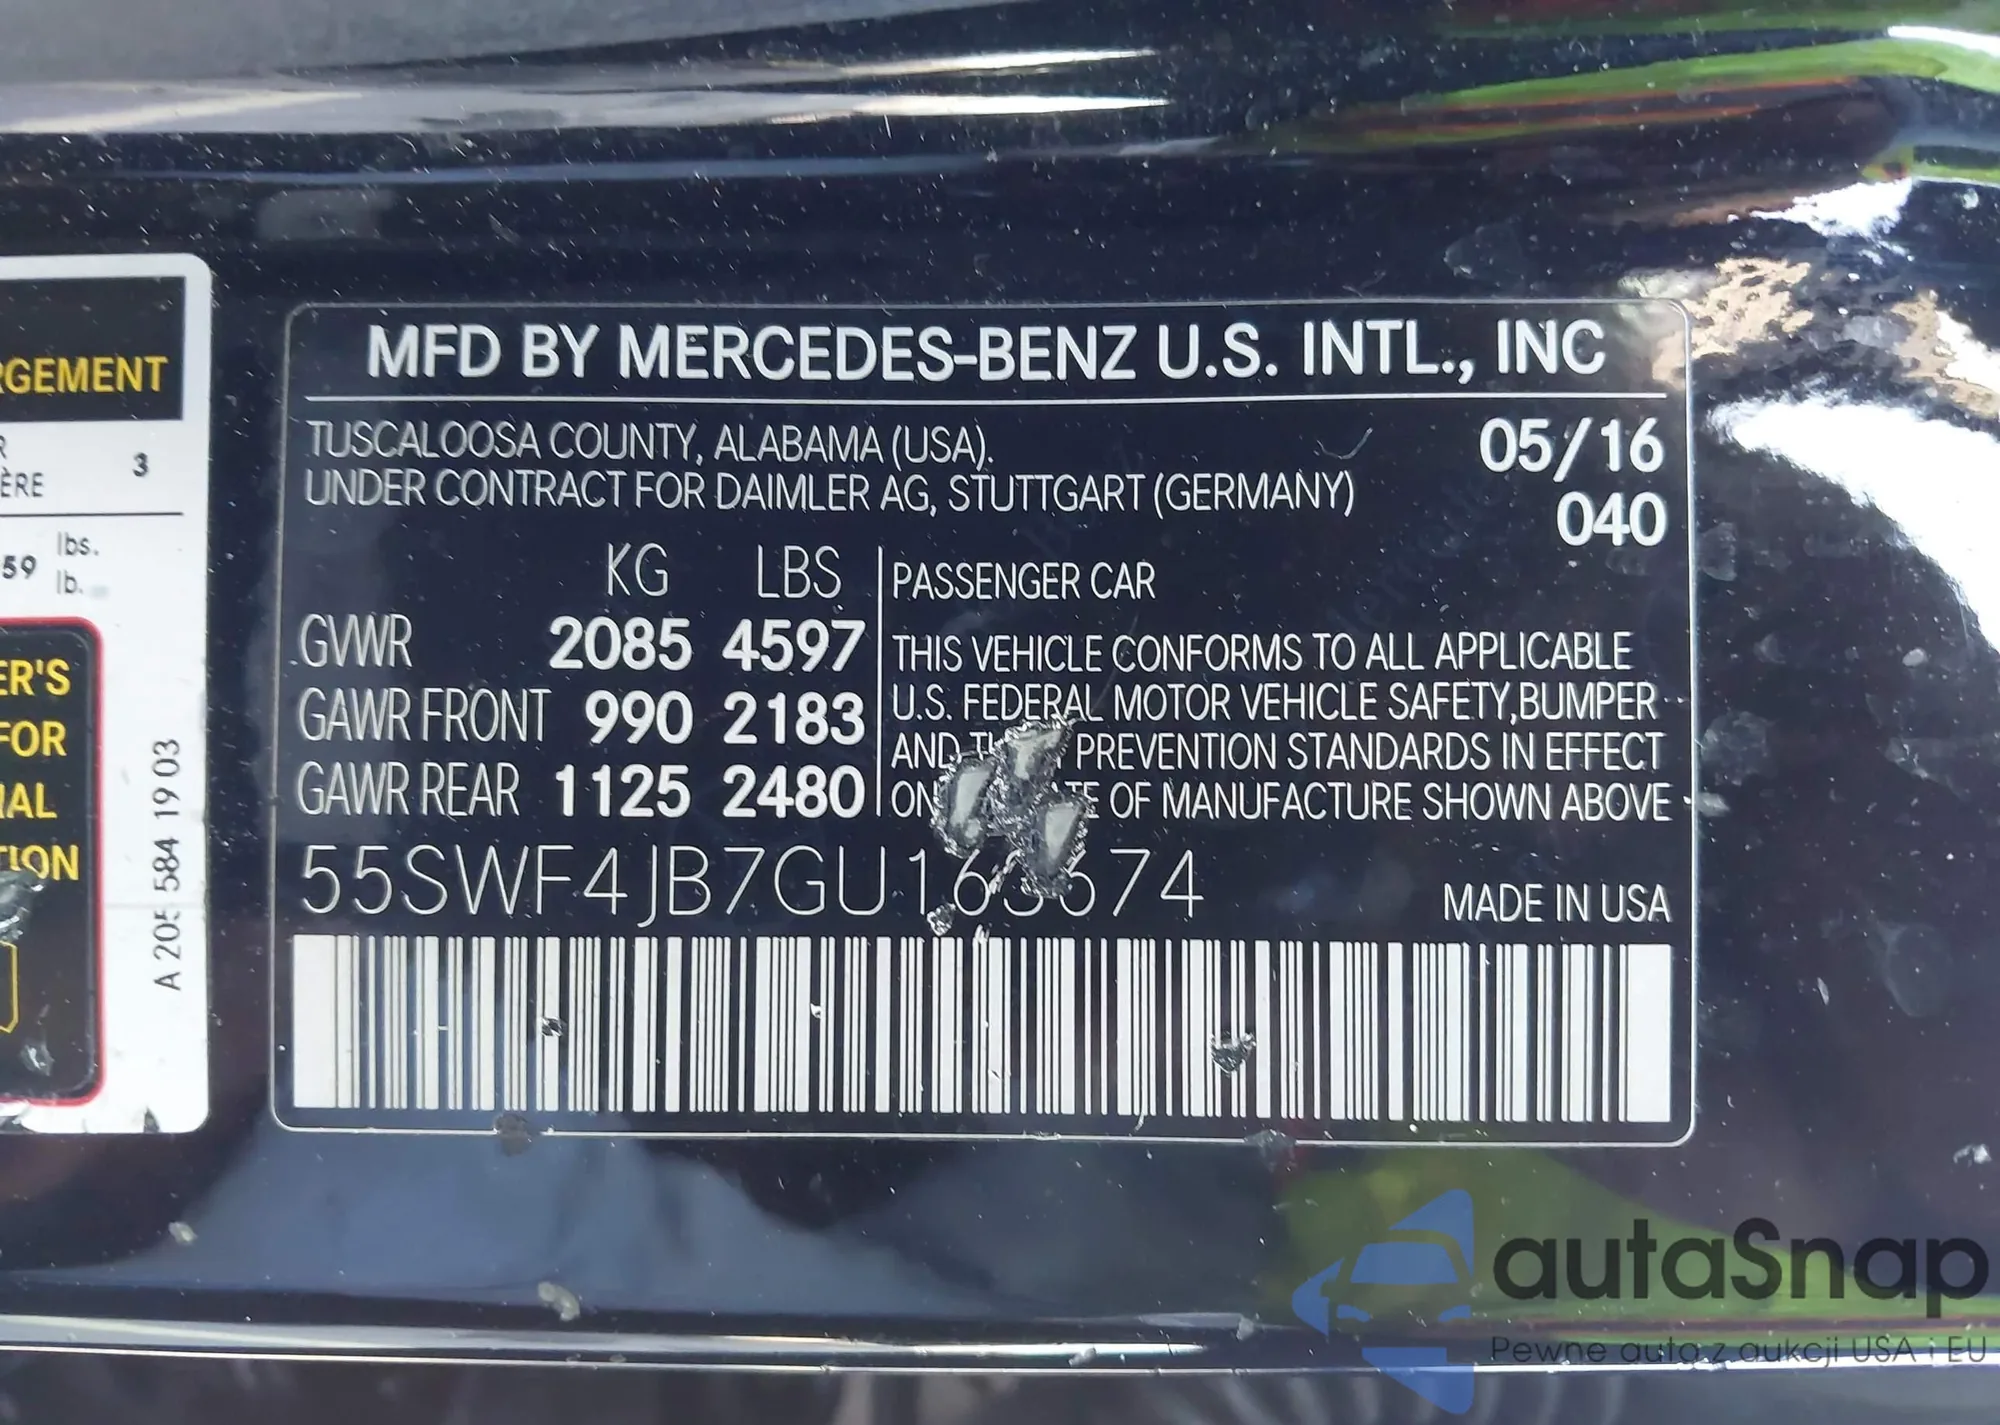 RGEMENT
3
ÈRE
59 lbs.
lb.
ER'S
FOR
IAL
TION
A 205 584 19 03
MFD BY MERCEDES-BENZ U.S. INTL., INC
TUSCALOOSA COUNTY, ALABAMA (USA). 05/16
UNDER CONTRACT FOR DAIMLER AG, STUTTGART (GERMANY) 040
KG LBS PASSENGER CAR
GVWR 2085 4597 THIS VEHICLE CONFORMS TO ALL APPLICABLE
GAWR FRONT 990 2183 U.S. FEDERAL MOTOR VEHICLE SAFETY,BUMPER
AND PREVENTION STANDARDS IN EFFECT
GAWR REAR 1125 2480 OF MANUFACTURE SHOWN ABOVE
MADE IN USA
autaSnap
Pewne auta z aukcji USA i EU